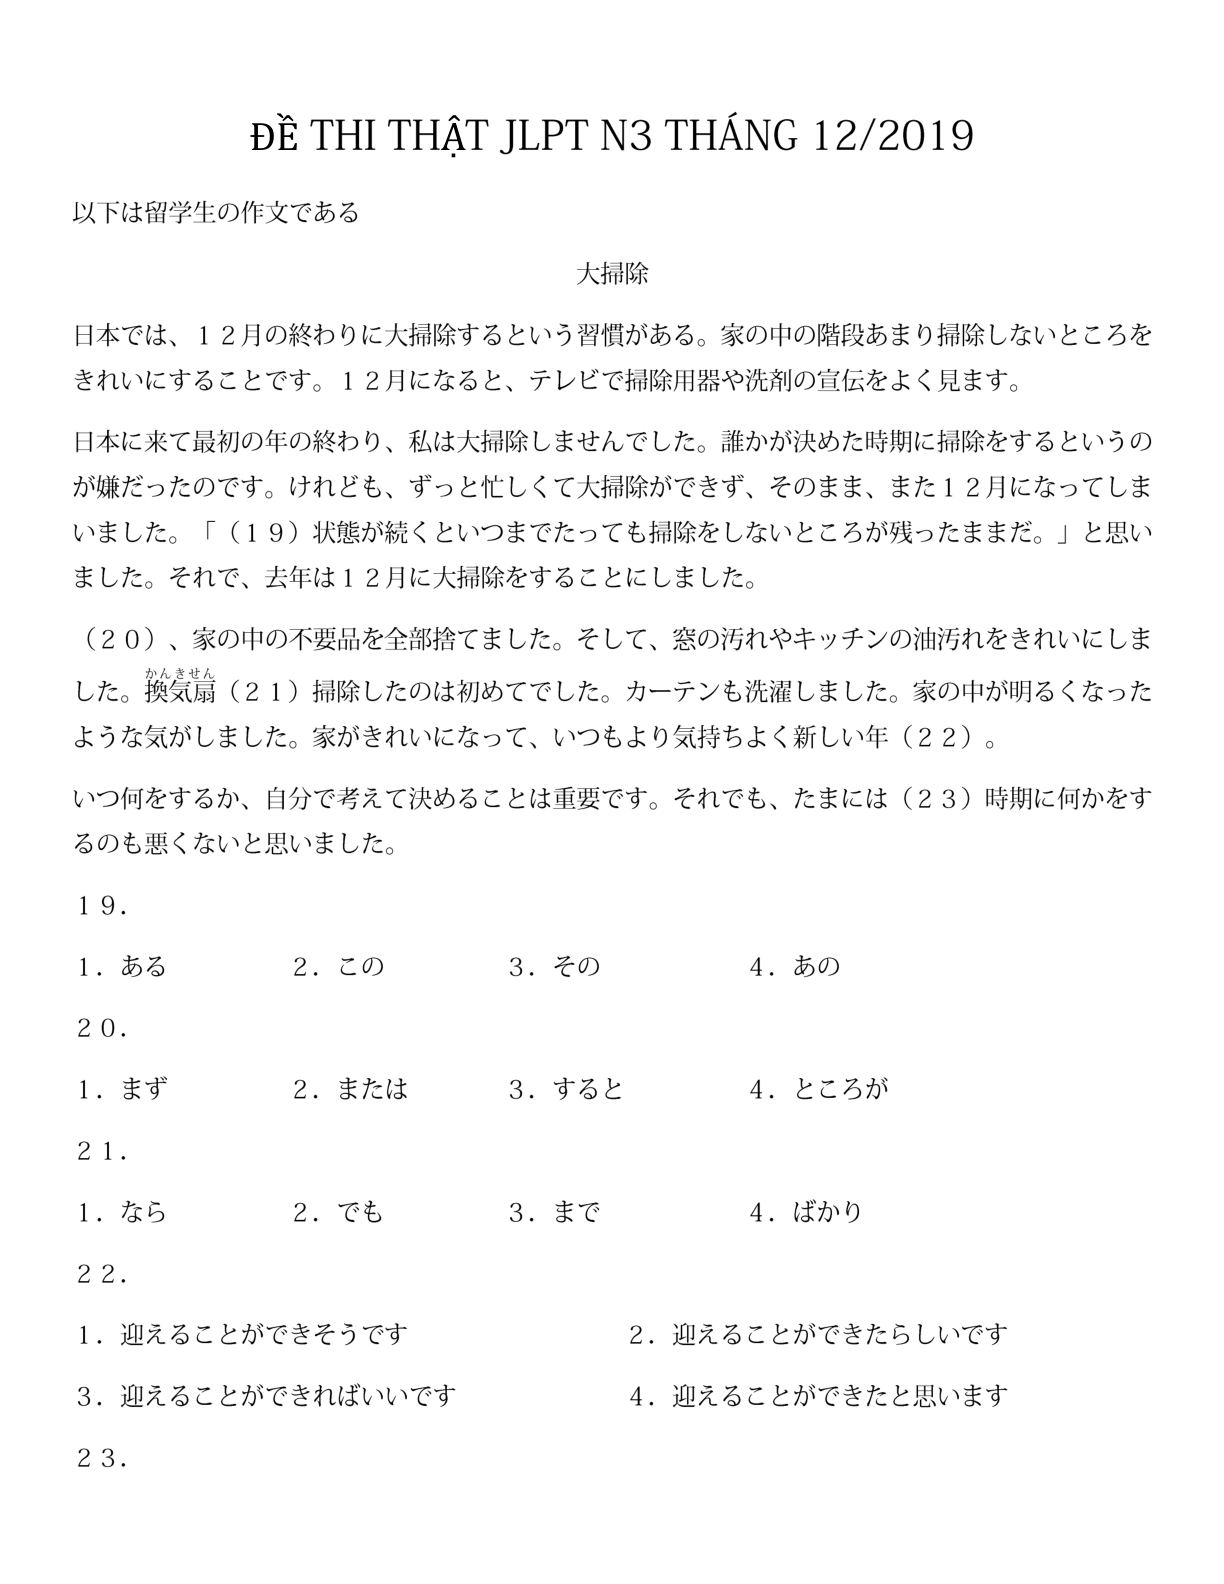 ĐỀ THI THẬT JLPT N3 THÁNG 12/2019
以下は留学生の作文である
大掃除
日本では、１２月の終わりに大掃除するという習慣がある。家の中の階段あまり掃除しないところを
きれいにすることです。１２月になると、テレビで掃除用器や洗剤の宣伝をよく見ます。
日本に来て最初の年の終わり、私は大掃除しませんでした。誰かが決めた時期に掃除をするというの
が嫌だったのです。けれども、ずっと忙しくて大掃除ができず、そのまま、また１２月になってしま
いました。「（１９）状態が続くといつまでたっても掃除をしないところが残ったままだ。」と思い
ました。それで、去年は１２月に大掃除をすることにしました。
（２０）、家の中の不要品を全部捨てました。そして、窓の汚れやキッチンの油汚れをきれいにしま
かんきせん
した。換気扇（２１）掃除したのは初めてでした。カーテンも洗濯しました。家の中が明るくなった
ような気がしました。家がきれいになって、いつもより気持ちよく新しい年（２２）。
いつ何をするか、自分で考えて決めることは重要です。それでも、たまには（２３）時期に何かをす
るのも悪くないと思いました。
１９．
１．ある ２．この ３．その ４．あの
２０．
１．まず ２．または ３．すると ４．ところが
２１．
１．なら ２．でも ３．まで ４．ばかり
２２．
１．迎えることができそうです ２．迎えることができたらしいです
３．迎えることができればいいです ４．迎えることができたと思います
２３．